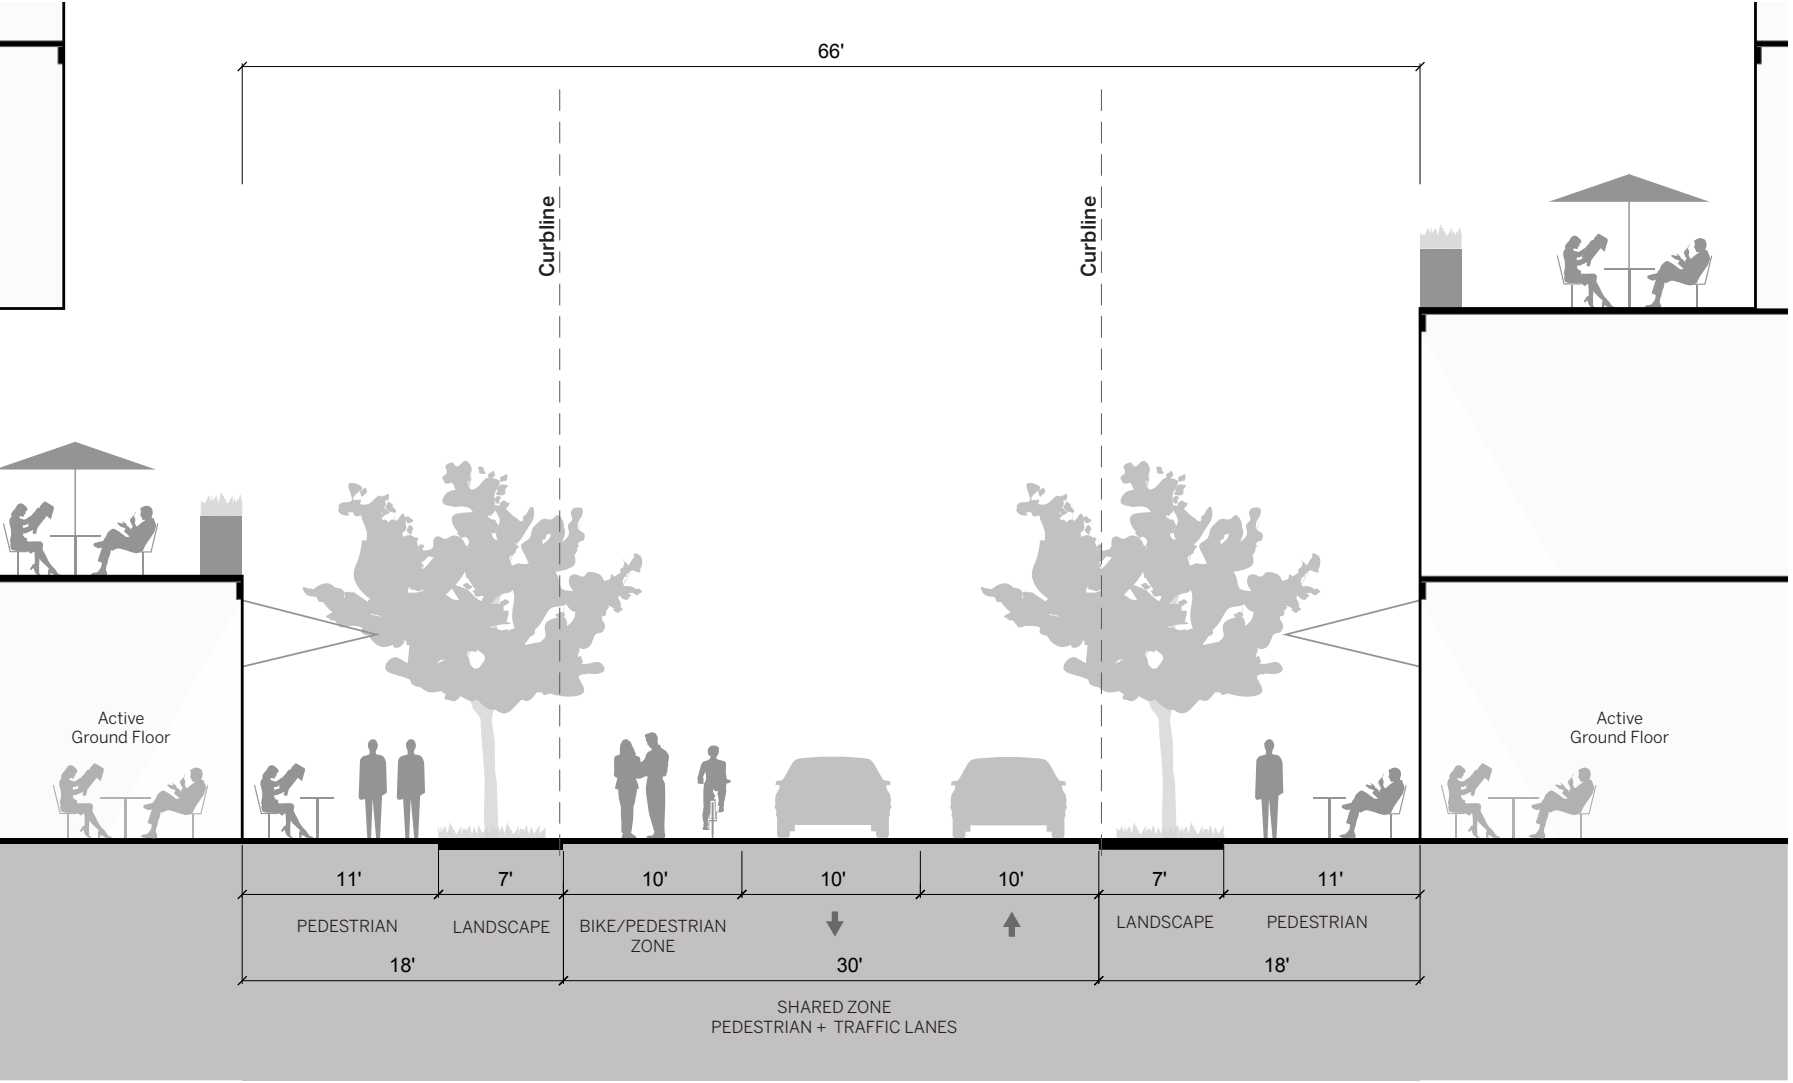 66'
Curbline
Curbline
Active
Ground Floor
Active
Ground Floor
11'
7'
10'
10'
10'
7'
11'
PEDESTRIAN
LANDSCAPE
BIKE/PEDESTRIAN
ZONE
LANDSCAPE
PEDESTRIAN
18'
30'
18'
SHARED ZONE
PEDESTRIAN + TRAFFIC LANES